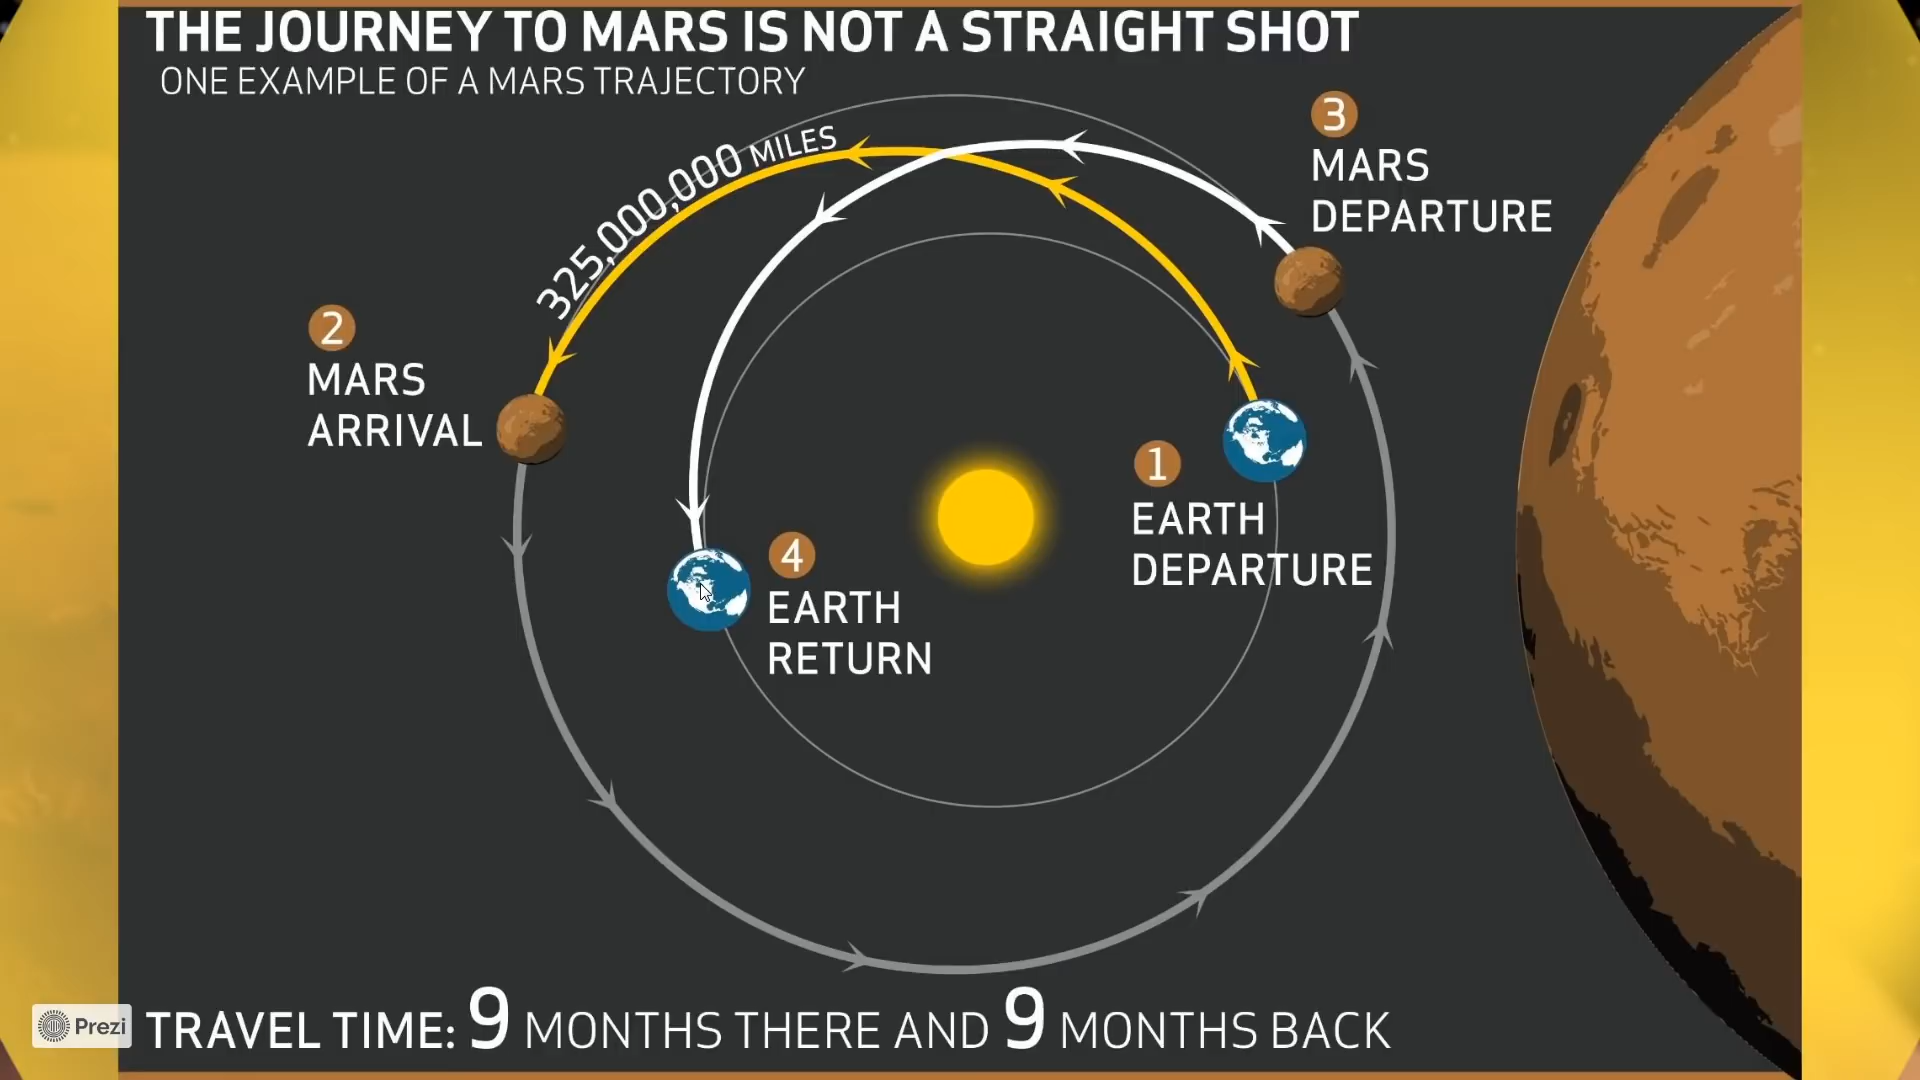 THE JOURNEY TO MARS IS NOT A STRAIGHT SHOT
ONE EXAMPLE OF A MARS TRAJECTORY
325,000,000 MILES
3
MARS
DEPARTURE
2
MARS
ARRIVAL
1
EARTH
DEPARTURE
4
EARTH
RETURN
Prezi
TRAVEL TIME: 9 MONTHS THERE AND 9 MONTHS BACK